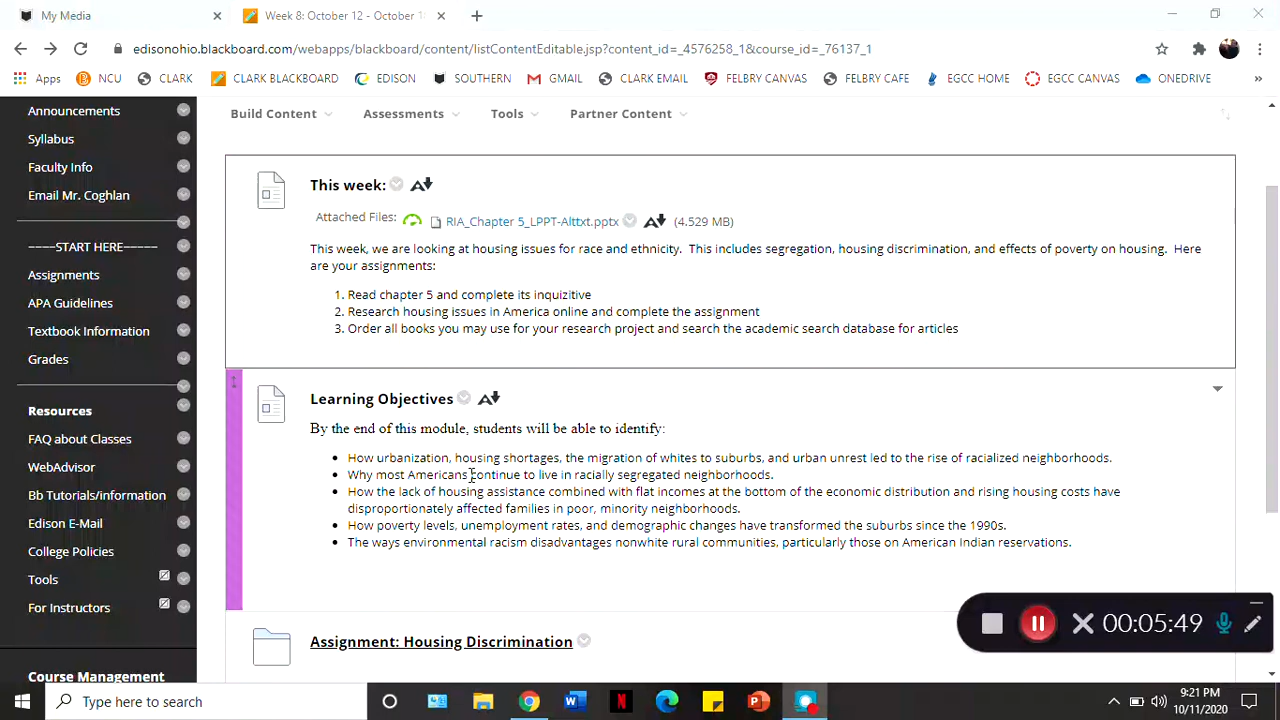 My Media
Week 8: October 12 - October 1
edisonohio.blackboard.com/webapps/blackboard/content/listContentEditable.jsp?content_id=_4576258_1&course_id=_76137_1
Apps NCU CLARK CLARK BLACKBOARD EDISON SOUTHERN GMAIL CLARK EMAIL FELBRY CANVAS FELBRY CAFE EGCC HOME EGCC CANVAS ONEDRIVE »
Announcements
Syllabus
Faculty Info
Email Mr. Coghlan
----START HERE-----
Assignments
APA Guidelines
Textbook Information
Grades
Resources
FAQ about Classes
WebAdvisor
Bb Tutorials/information
Edison E-Mail
College Policies
Tools
For Instructors
Course Management
Build Content Assessments Tools Partner Content
This week:
Attached Files: RIA_Chapter 5_LPPT-Alttxt.pptx (4.529 MB)
This week, we are looking at housing issues for race and ethnicity. This includes segregation, housing discrimination, and effects of poverty on housing. Here
are your assignments:
1. Read chapter 5 and complete its inquizitive
2. Research housing issues in America online and complete the assignment
3. Order all books you may use for your research project and search the academic search database for articles
Learning Objectives
By the end of this module, students will be able to identify:
• How urbanization, housing shortages, the migration of whites to suburbs, and urban unrest led to the rise of racialized neighborhoods.
• Why most Americans continue to live in racially segregated neighborhoods.
• How the lack of housing assistance combined with flat incomes at the bottom of the economic distribution and rising housing costs have
disproportionately affected families in poor, minority neighborhoods.
• How poverty levels, unemployment rates, and demographic changes have transformed the suburbs since the 1990s.
• The ways environmental racism disadvantages nonwhite rural communities, particularly those on American Indian reservations.
Assignment: Housing Discrimination
00:05:49
Type here to search
9:21 PM
10/11/2020